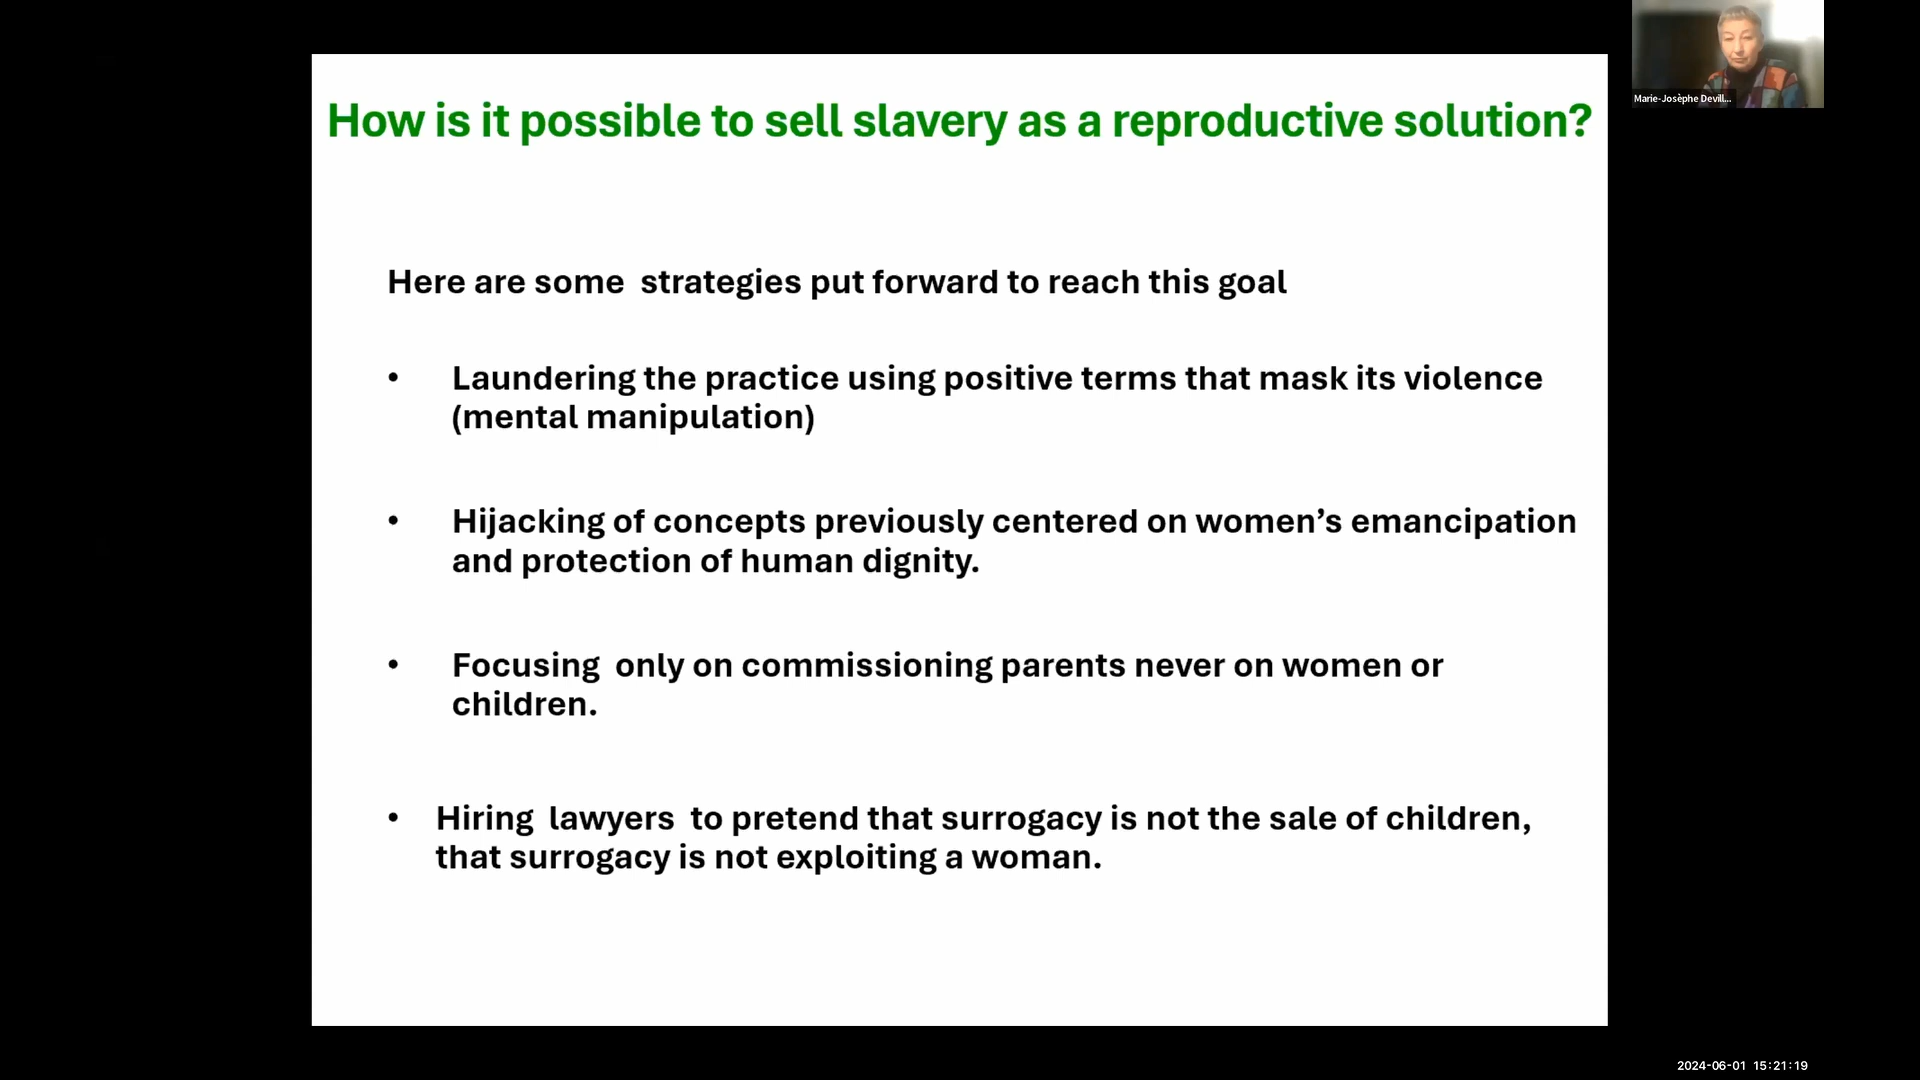 Marie-Josèphe Devill...
How is it possible to sell slavery as a reproductive solution?
Here are some  strategies put forward to reach this goal
• Laundering the practice using positive terms that mask its violence
(mental manipulation)
• Hijacking of concepts previously centered on women’s emancipation
and protection of human dignity.
• Focusing  only on commissioning parents never on women or
children.
• Hiring  lawyers  to pretend that surrogacy is not the sale of children,
that surrogacy is not exploiting a woman.
2024-06-01 15:21:19